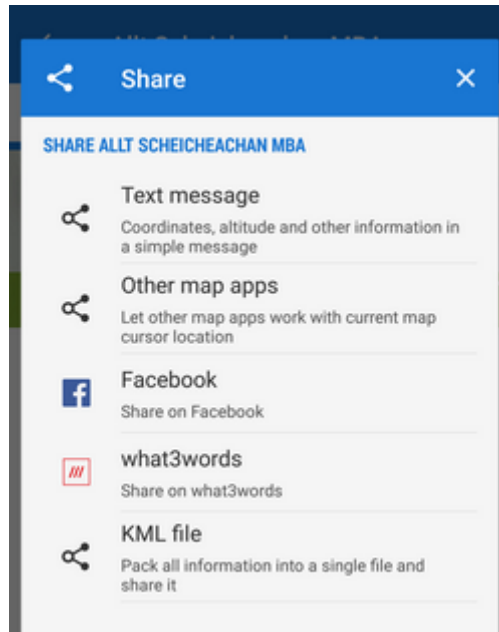 Share
SHARE ALLT SCHEICHEACHAN MBA
Text message
Coordinates, altitude and other information in
a simple message
Other map apps
Let other map apps work with current map
cursor location
Facebook
Share on Facebook
what3words
Share on what3words
KML file
Pack all information into a single file and
share it